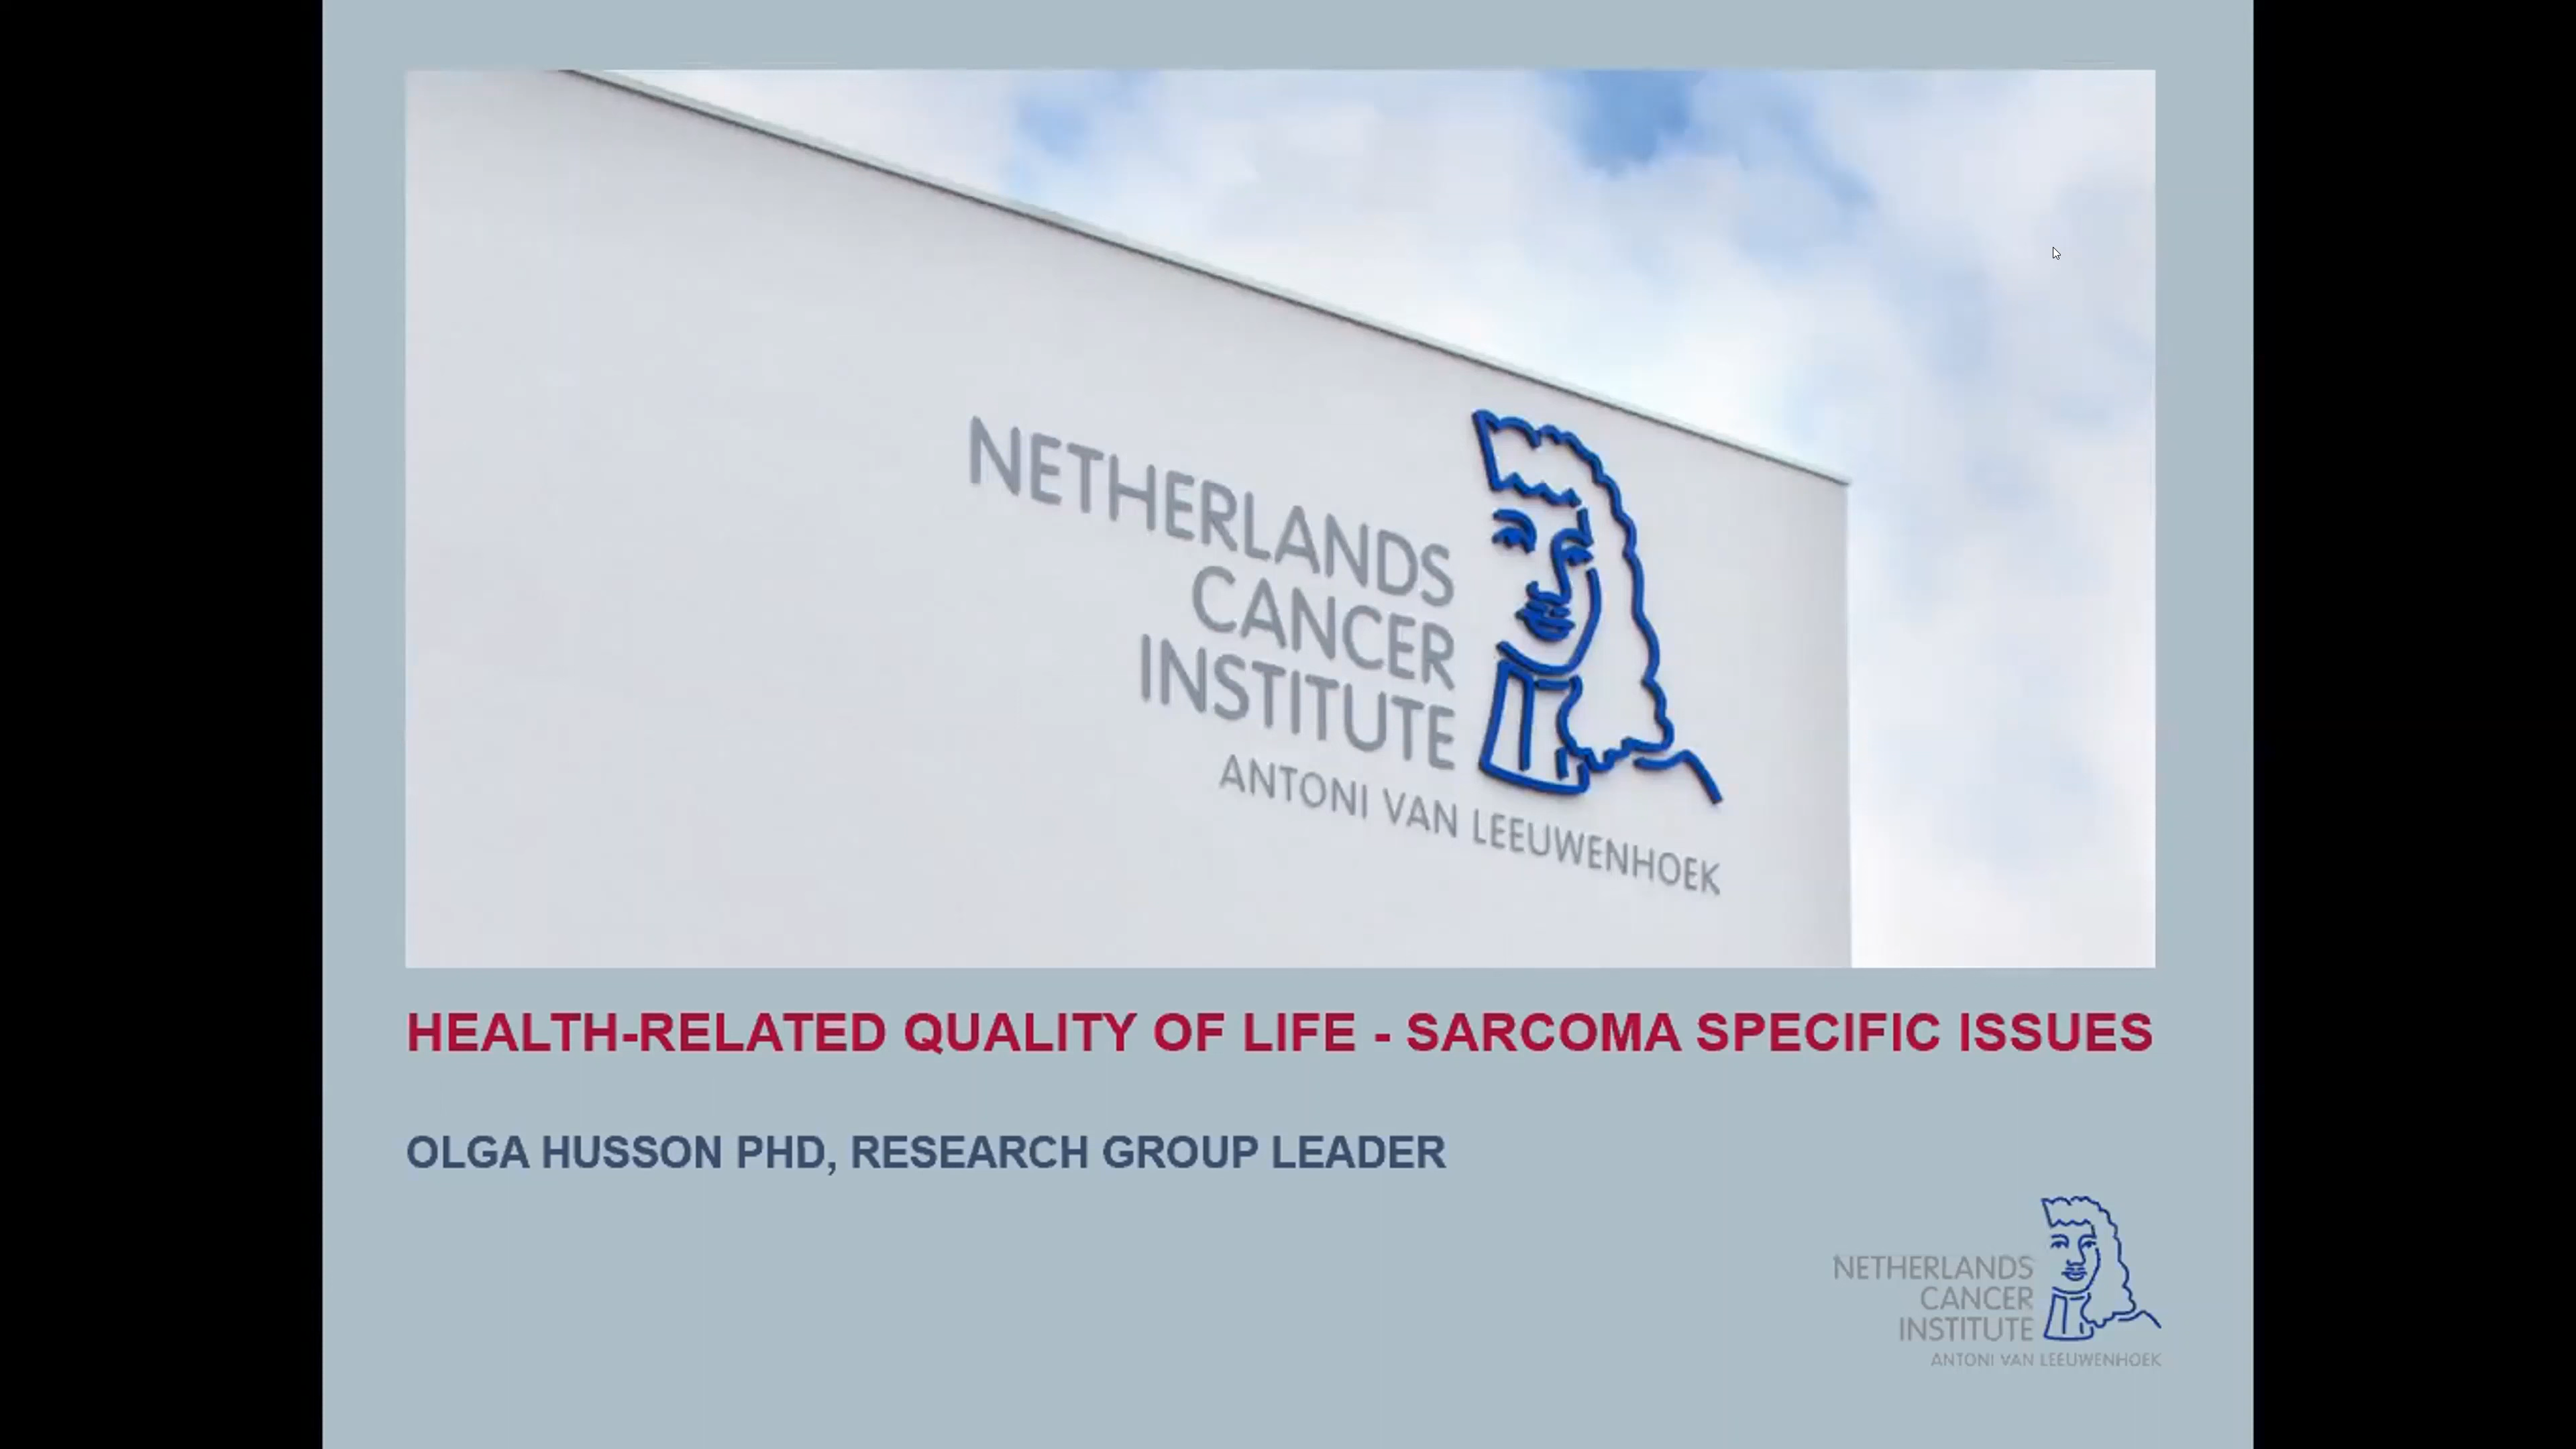 NETHERLANDS
CANCER
INSTITUTE
ANTONI VAN LEEUWENHOEK
HEALTH-RELATED QUALITY OF LIFE - SARCOMA SPECIFIC ISSUES
OLGA HUSSON PHD, RESEARCH GROUP LEADER
NETHERLANDS
CANCER
INSTITUTE
ANTONI VAN LEEUWENHOEK